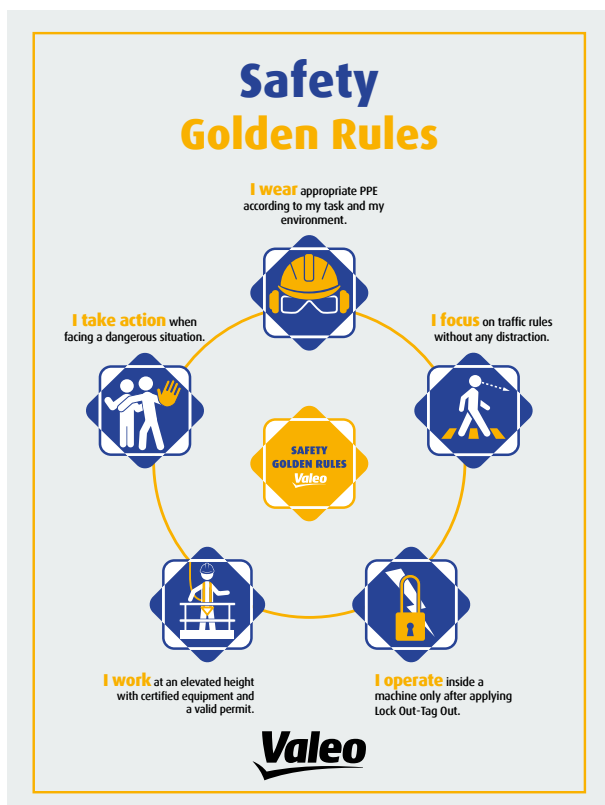 Safety
Golden Rules
I wear appropriate PPE
according to my task and my
environment.
I take action when
facing a dangerous situation.
I focus on traffic rules
without any distraction.
SAFETY
GOLDEN RULES
Valeo
I work at an elevated height
with certified equipment and
a valid permit.
I operate inside a
machine only after applying
Lock Out-Tag Out.
Valeo